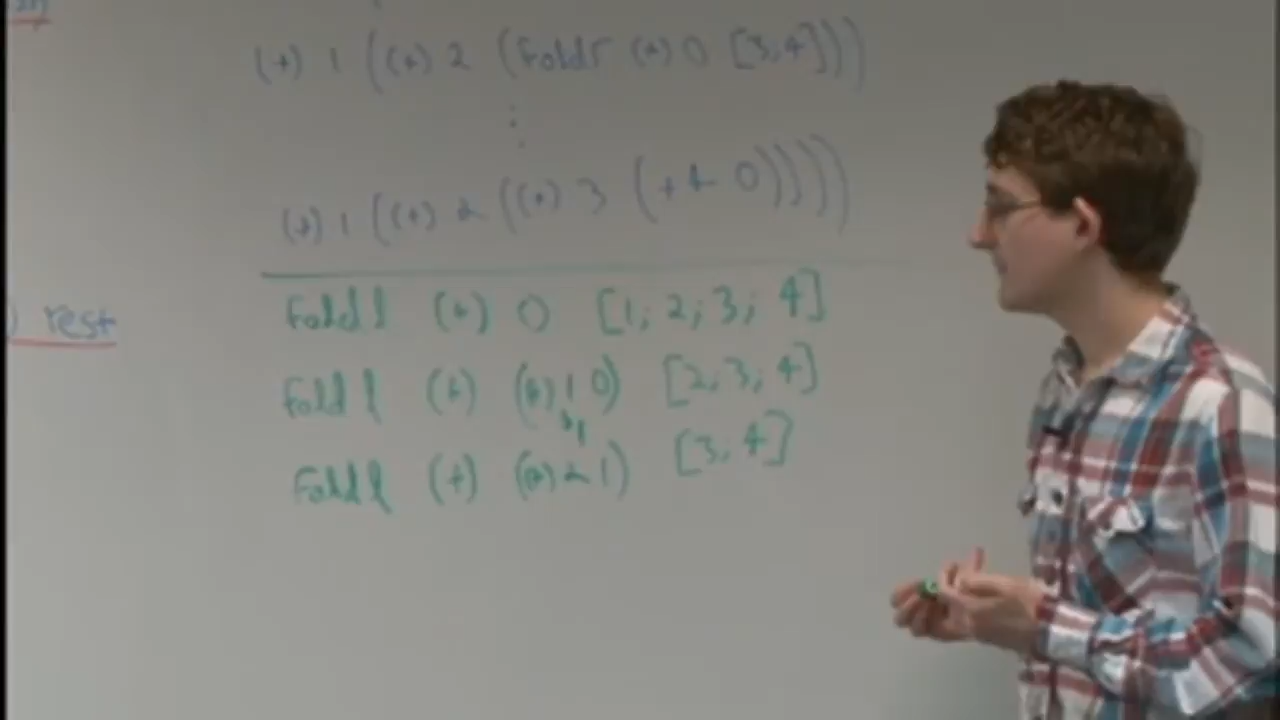 (+) 1 ((+) 2 (foldr (+) 0 [3,4]))
(+) 1 ((+) 2 ((+) 3 (+ 4 0))))
rest
foldl (+) 0 [1; 2; 3; 4]
foldl (+) ((+) 1 0) [2;3;4]
1
foldl (+) ((+) 2 1) [3;4]